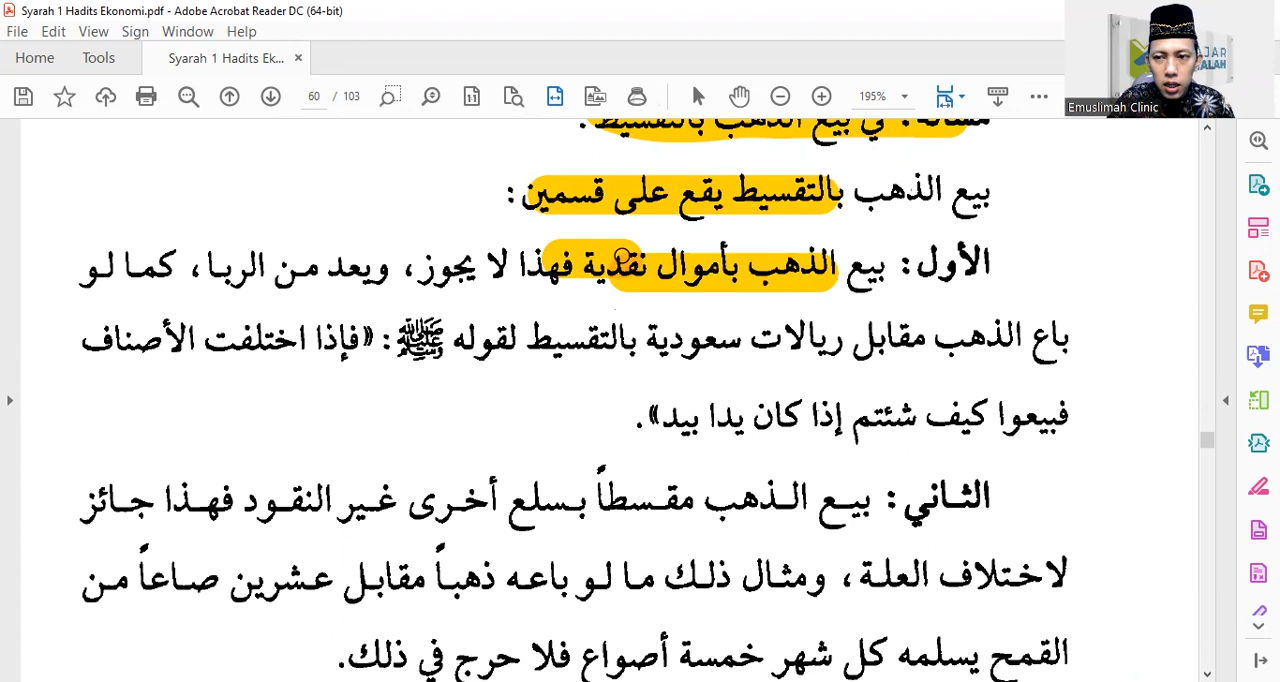 Syarah 1 Hadits Ekonomi.pdf - Adobe Acrobat Reader DC (64-bit)
File Edit View Sign Window Help
Home Tools Syarah 1 Hadits Ek... ×
60 / 103 195%
Emuslimah Clinic
مسألة: في بيع الذهب بالتقسيط.
بيع الذهب بالتقسيط يقع على قسمين:
الأول: بيع الذهب بأموال نقدية فهذا لا يجوز، ويعد من الربا، كما لو
باع الذهب مقابل ريالات سعودية بالتقسيط لقوله ﷺ: «فإذا اختلفت الأصناف
فبيعوا كيف شئتم إذا كان يدا بيد».
الثاني: بيع الذهب مقسطاً بسلع أخرى غير النقود فهذا جائز
لاختلاف العلة، ومثال ذلك ما لو باعه ذهباً مقابل عشرين صاعاً من
القمح يسلمه كل شهر خمسة أصواع فلا حرج في ذلك.